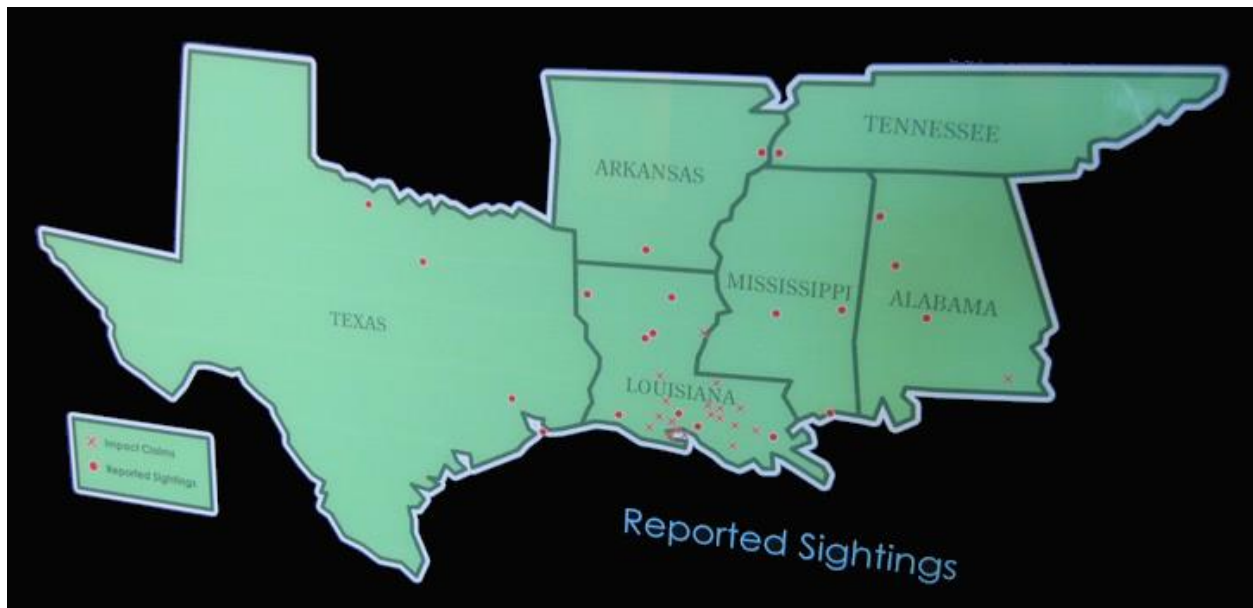 TENNESSEE
ARKANSAS
MISSISSIPPI
ALABAMA
TEXAS
LOUISIANA
Impact Claims
Reported Sightings
Reported Sightings